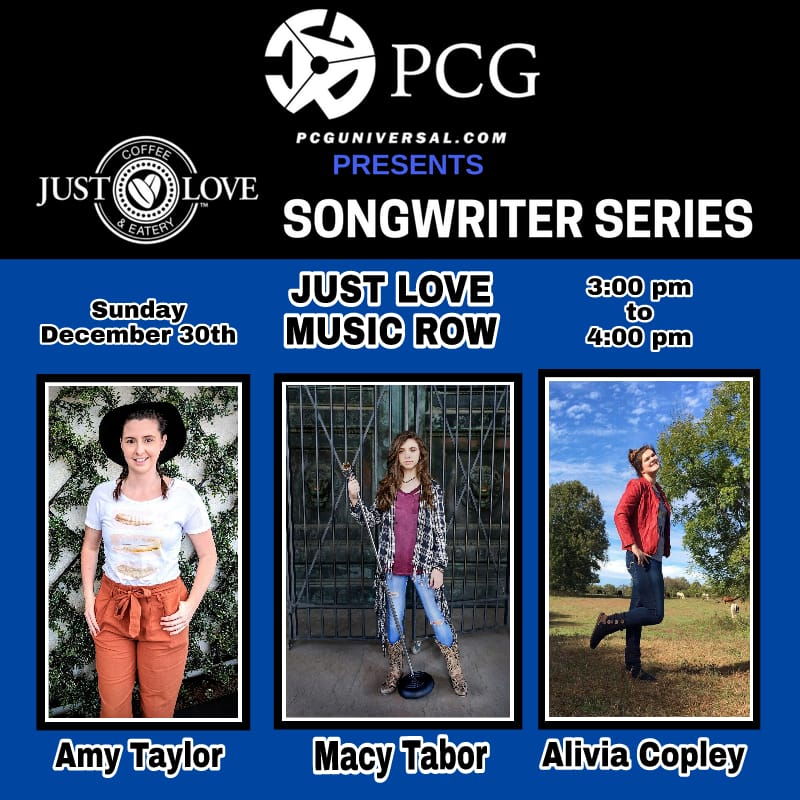 PCG
PCGUNIVERSAL.COM
PRESENTS
COFFEE
JUST LOVE™
& EATERY
SONGWRITER SERIES
Sunday
December 30th
JUST LOVE
MUSIC ROW
3:00 pm
to
4:00 pm
Amy Taylor
Macy Tabor
Alivia Copley